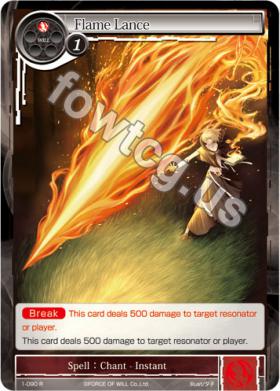 Flame Lance
WILL
1
fowtcg.us
Break This card deals 500 damage to target resonator
or player.
This card deals 500 damage to target resonator or player.
Spell : Chant - Instant
1-090 R
©FORCE OF WILL Co.,Ltd.